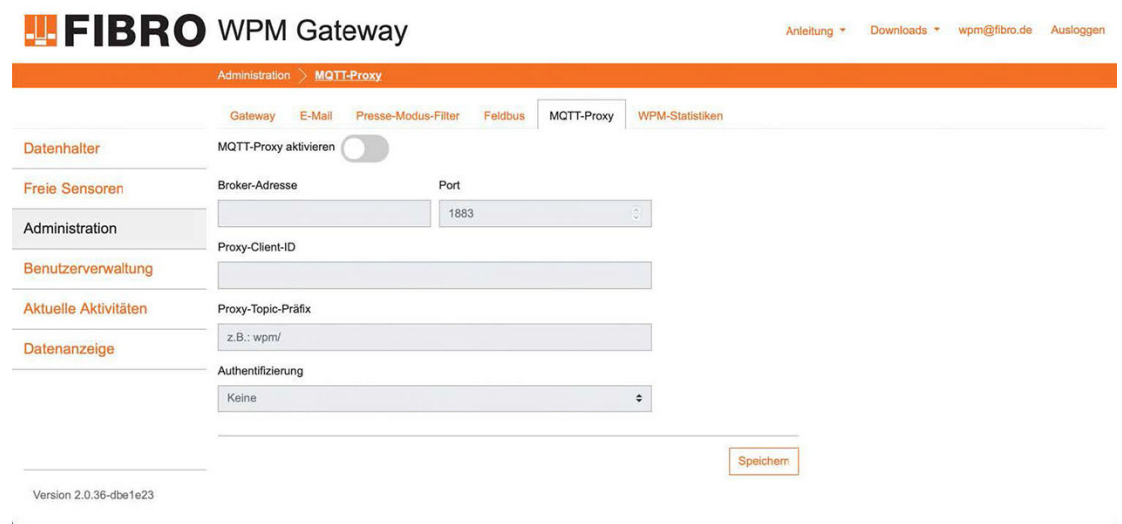 FIBRO WPM Gateway
Anleitung Downloads wpm@fibro.de Ausloggen
Administration MQTT-Proxy
Gateway E-Mail Presse-Modus-Filter Feldbus MQTT-Proxy WPM-Statistiken
Datenhalter
Freie Sensoren
Administration
Benutzerverwaltung
Aktuelle Aktivitäten
Datenanzeige
MQTT-Proxy aktivieren
Broker-Adresse Port
1883
Proxy-Client-ID
Proxy-Topic-Präfix
z.B.: wpm/
Authentifizierung
Keine
Speichern
Version 2.0.36-dbe1e23